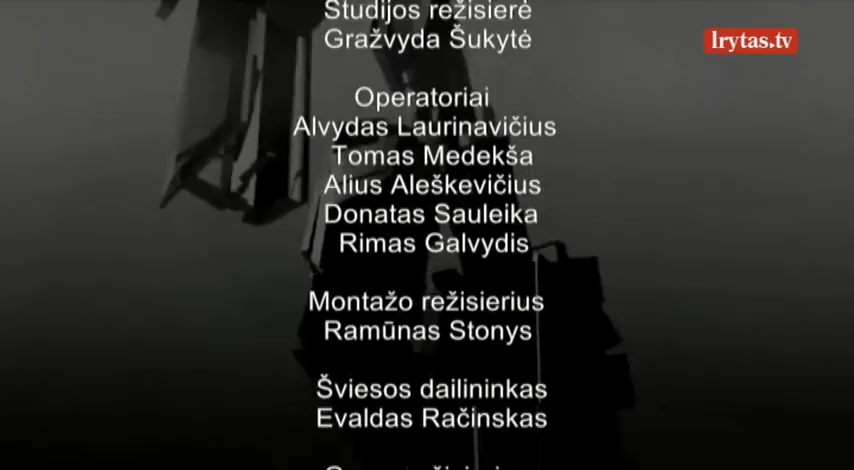 Studijos režisierė
Gražvyda Šukytė
lrytas.tv
Operatoriai
Alvydas Laurinavičius
Tomas Medekša
Alius Aleškevičius
Donatas Sauleika
Rimas Galvydis
Montažo režisierius
Ramūnas Stonys
Šviesos dailininkas
Evaldas Račinskas